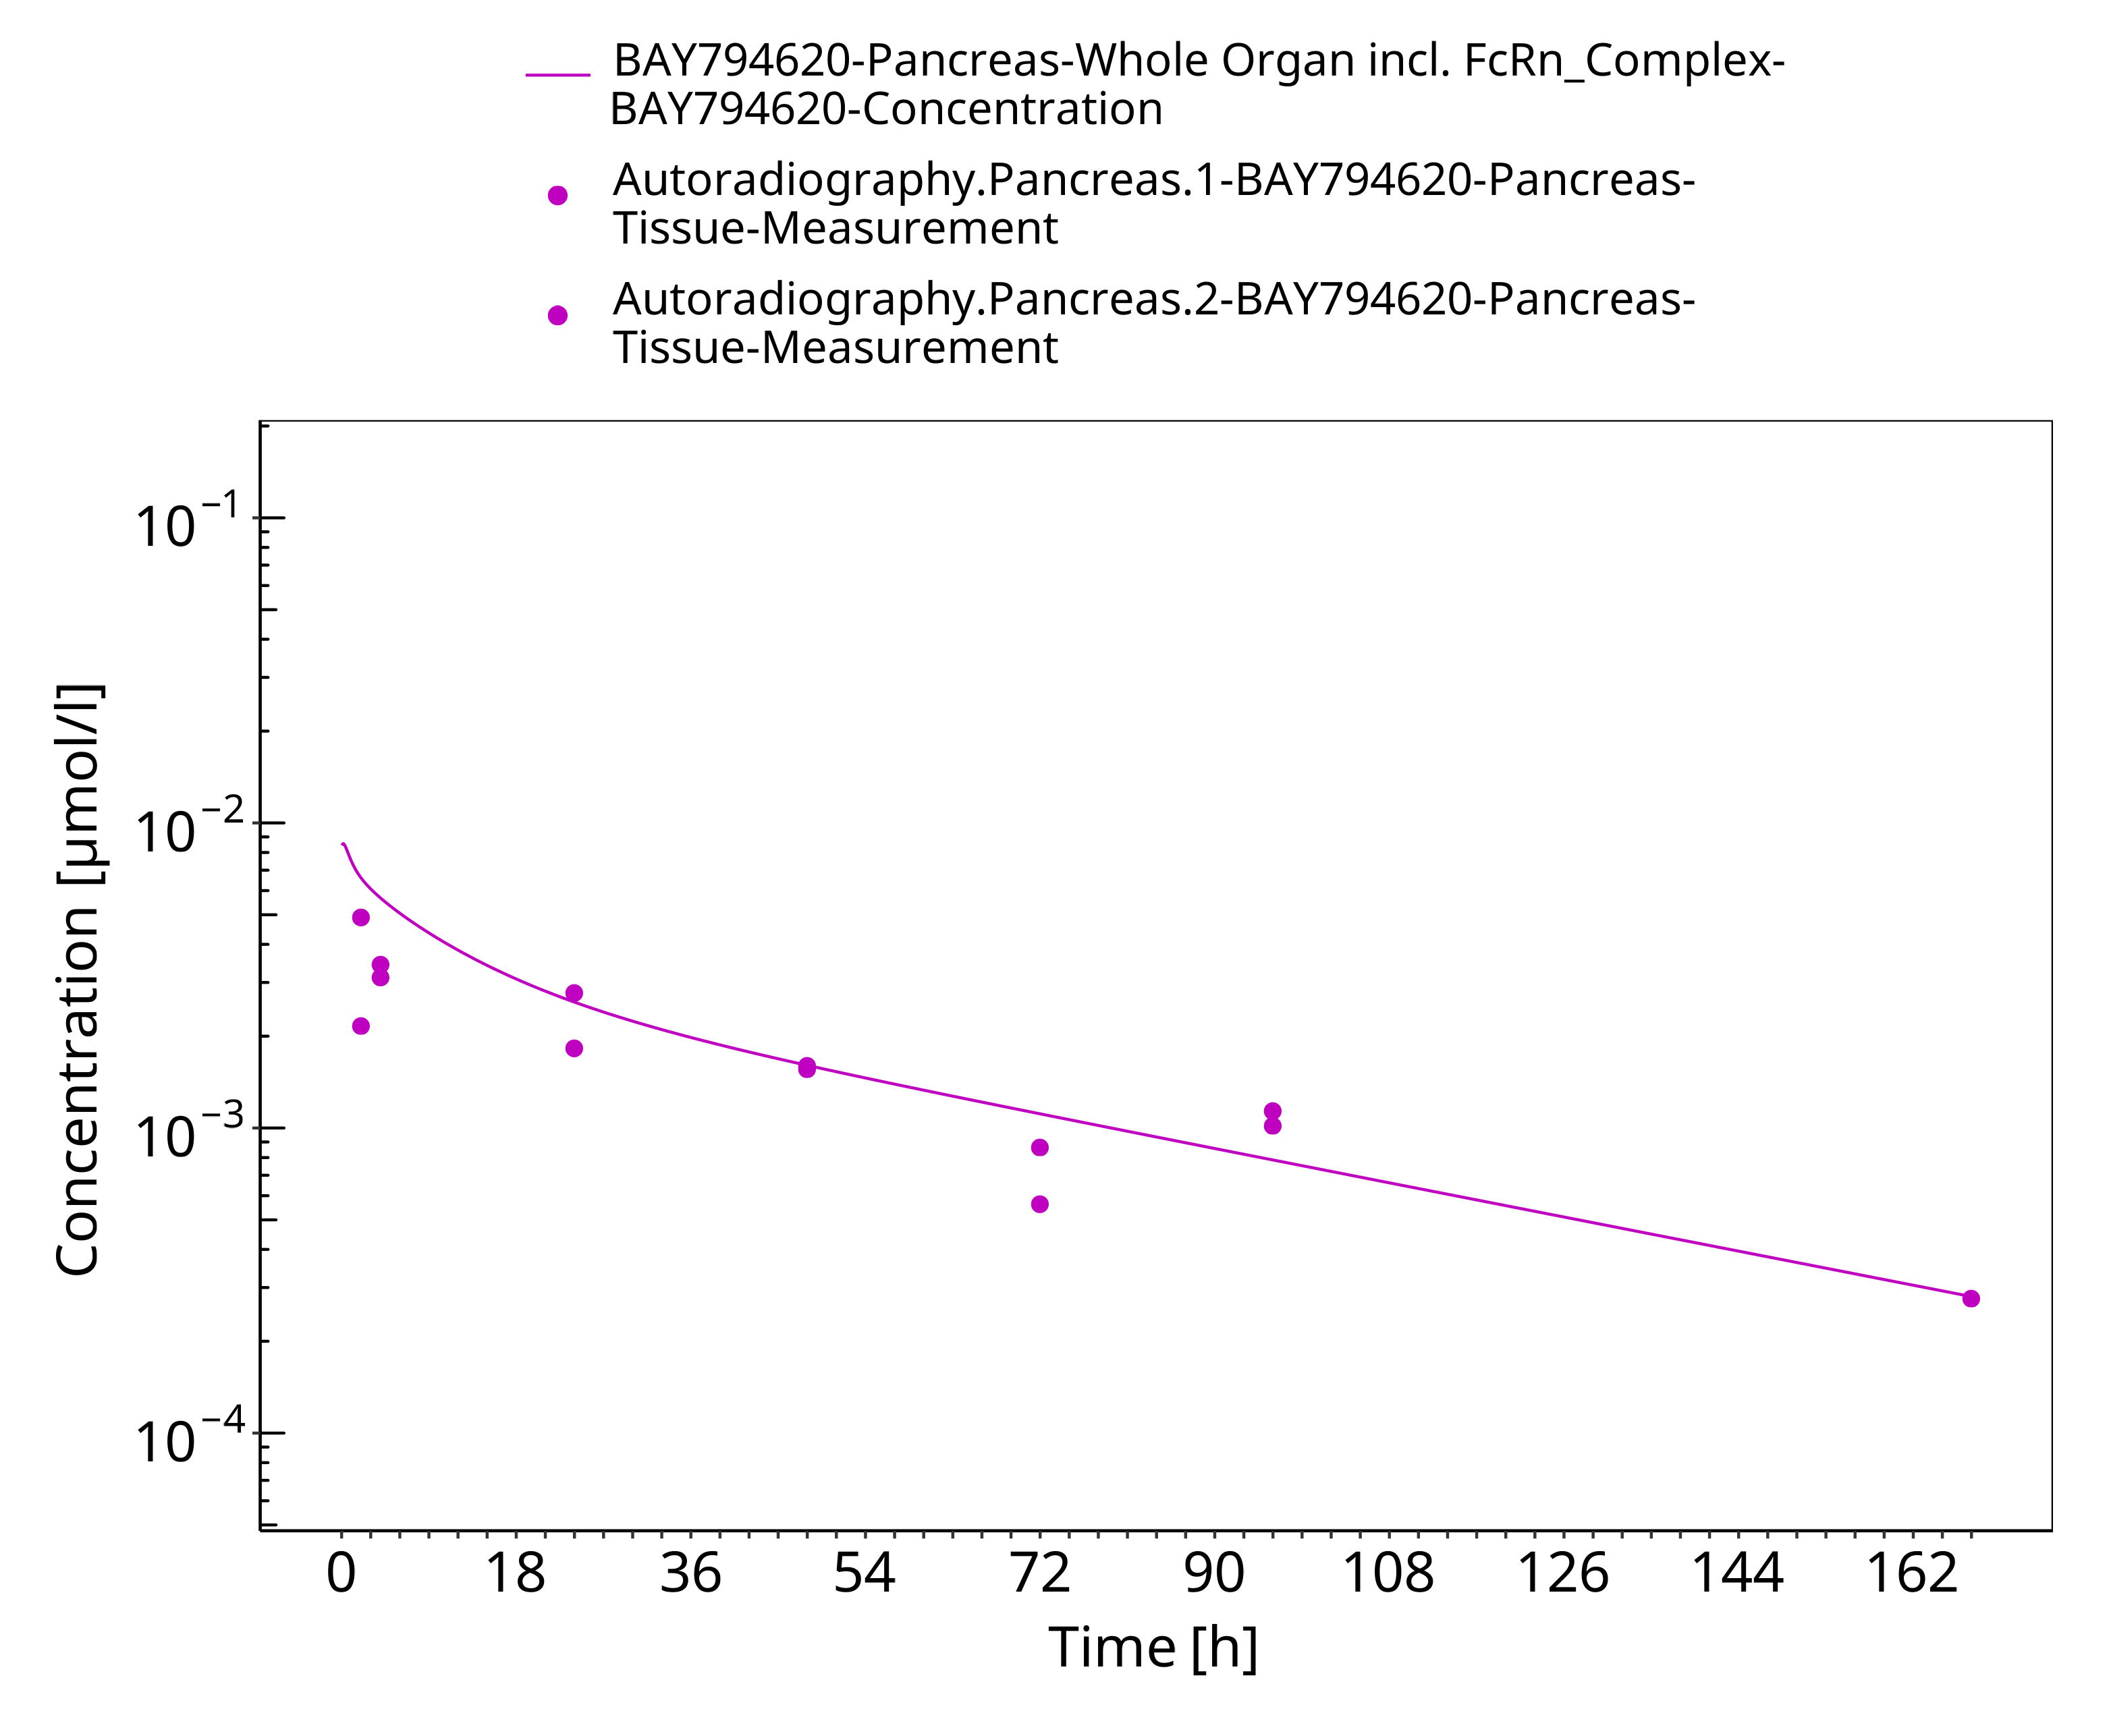 BAY794620-Pancreas-Whole Organ incl. FcRn_Complex-
BAY794620-Concentration
Autoradiography.Pancreas.1-BAY794620-Pancreas-
Tissue-Measurement
Autoradiography.Pancreas.2-BAY794620-Pancreas-
Tissue-Measurement
Concentration [µmol/l]
10−1
10−2
10−3
10−4
0 18 36 54 72 90 108 126 144 162
Time [h]